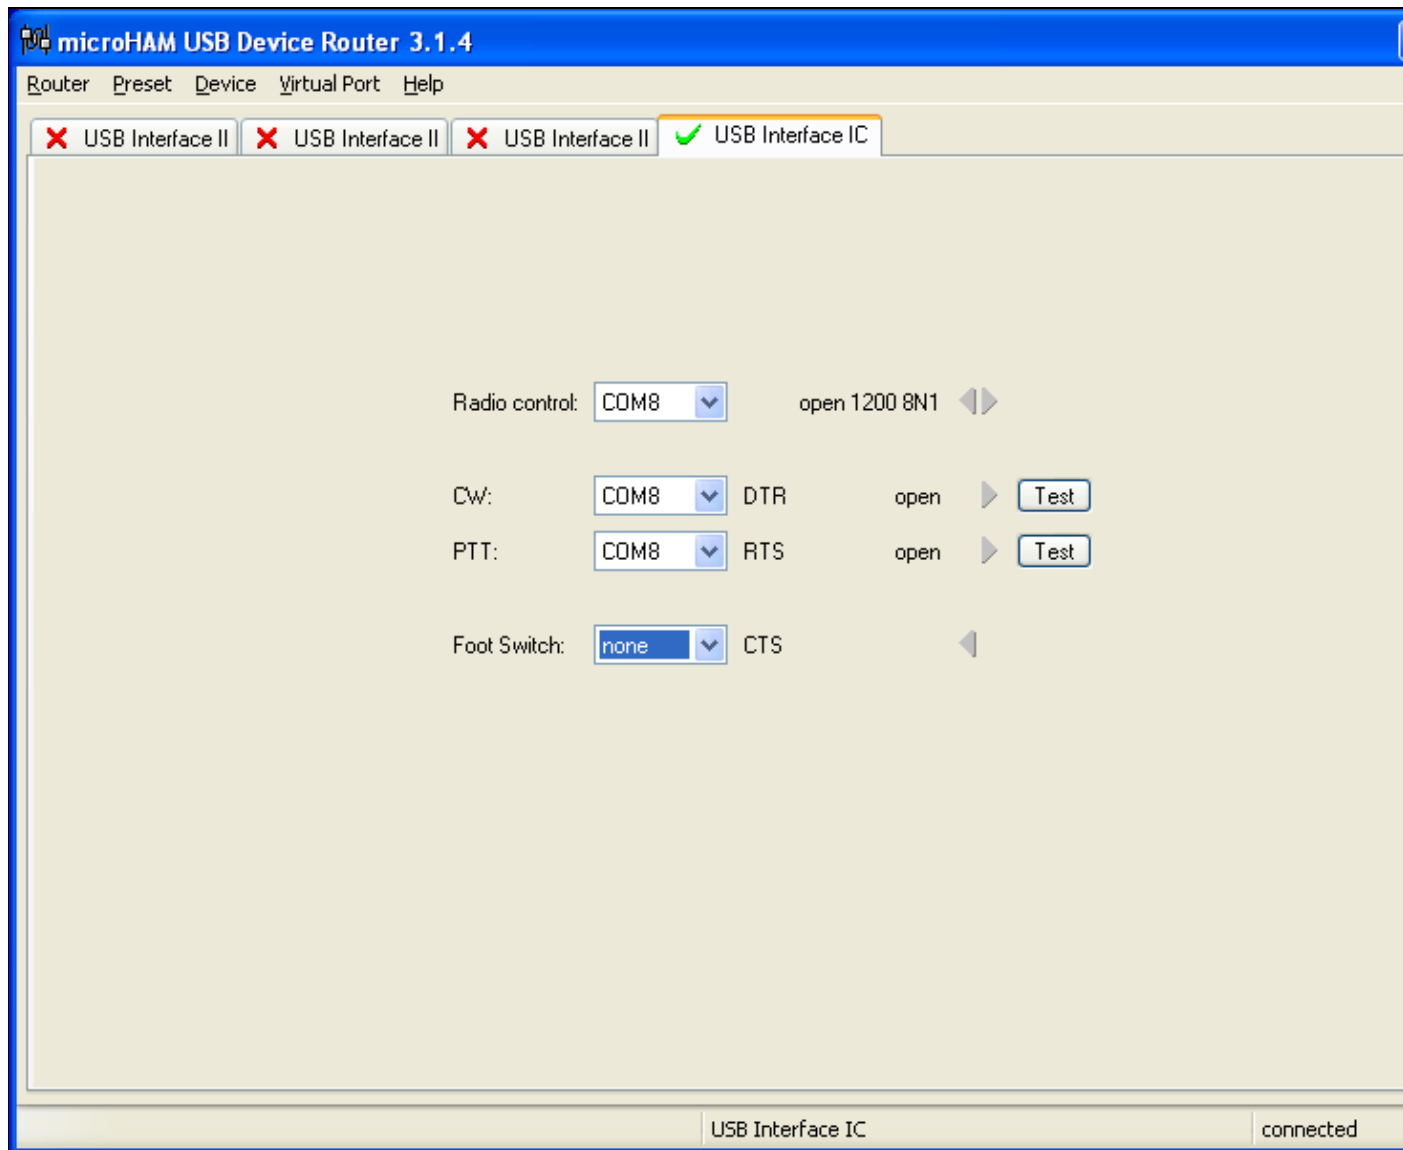 microHAM USB Device Router 3.1.4
Router Preset Device Virtual Port Help
USB Interface II USB Interface II USB Interface II USB Interface IC
Radio control: COM8 open 1200 8N1
CW: COM8 DTR open Test
PTT: COM8 RTS open Test
Foot Switch: none CTS
USB Interface IC connected